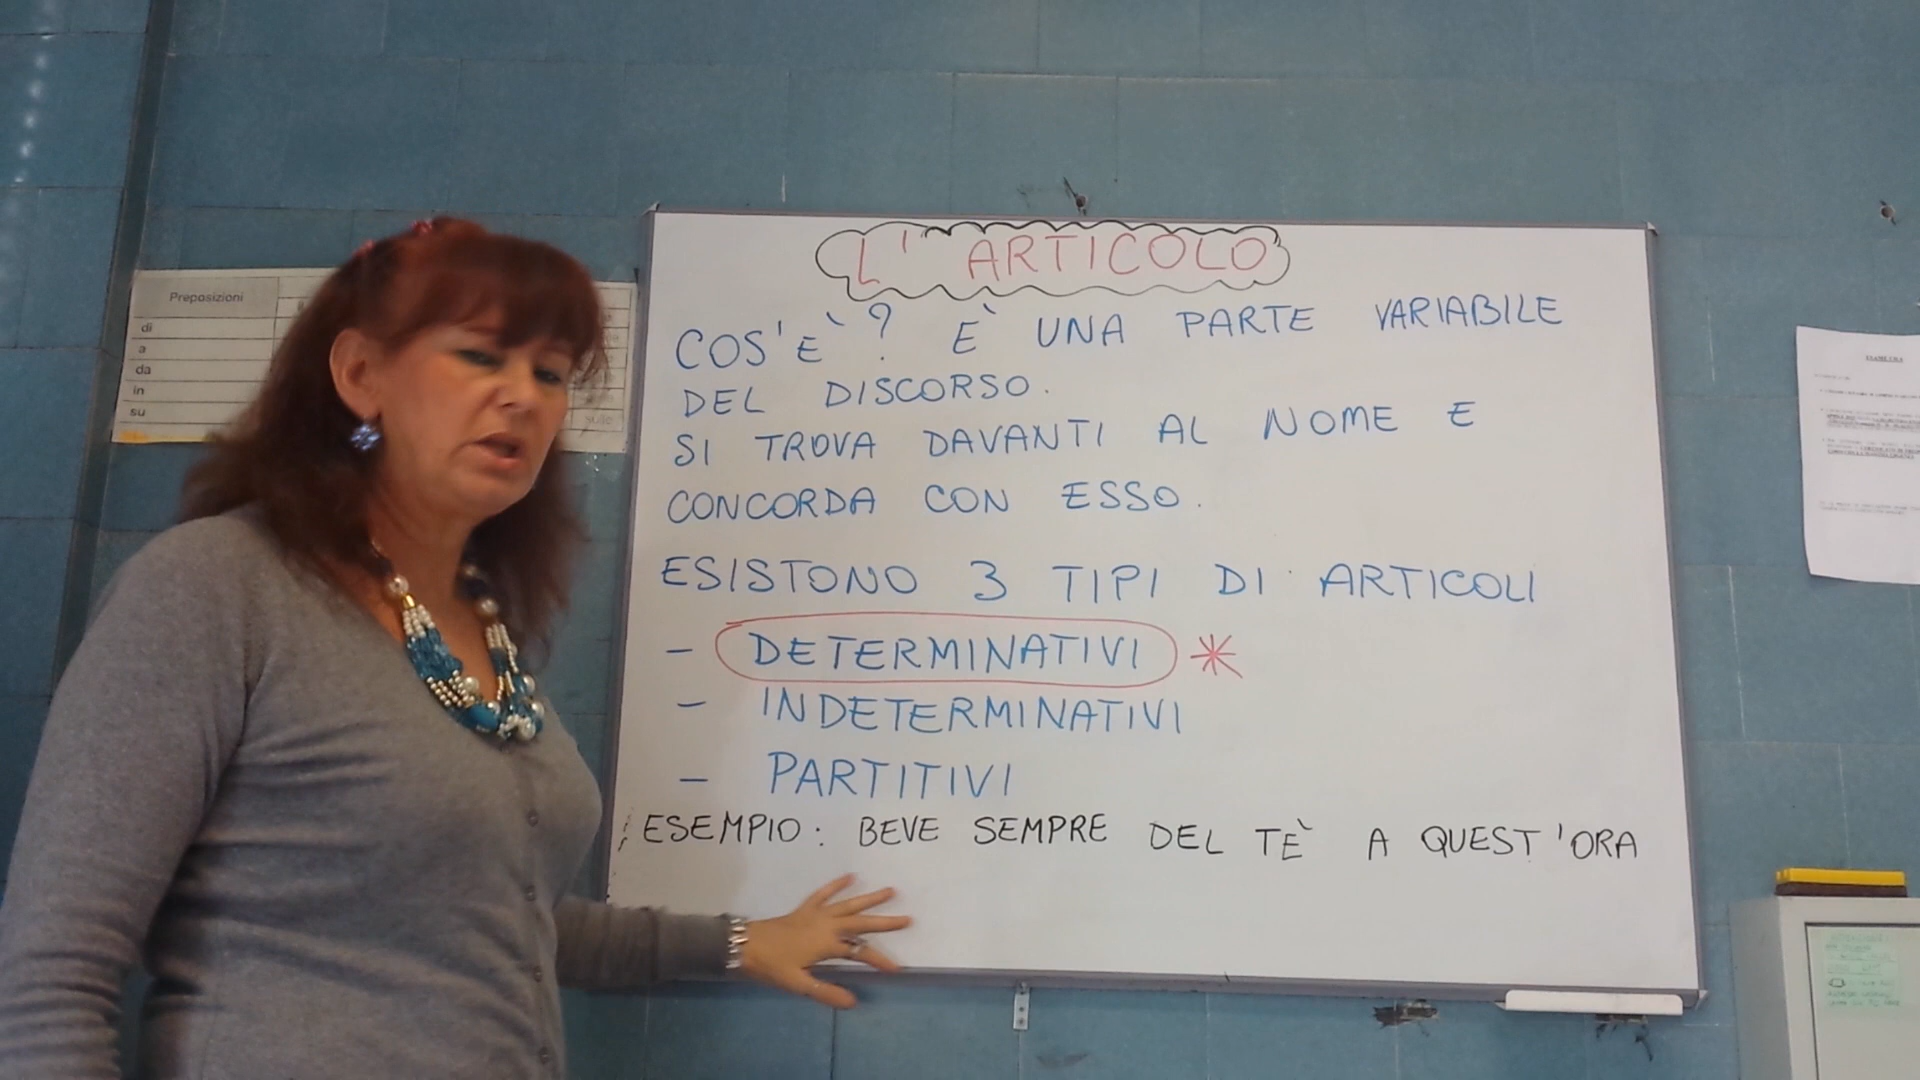 L'ARTICOLO
COS'È? È UNA PARTE VARIABILE
DEL DISCORSO.
SI TROVA DAVANTI AL NOME E
CONCORDA CON ESSO.
ESISTONO 3 TIPI DI ARTICOLI
- DETERMINATIVI *
- INDETERMINATIVI
- PARTITIVI
ESEMPIO: BEVE SEMPRE DEL TÈ A QUEST'ORA
Preposizioni
di
a
da
in
su